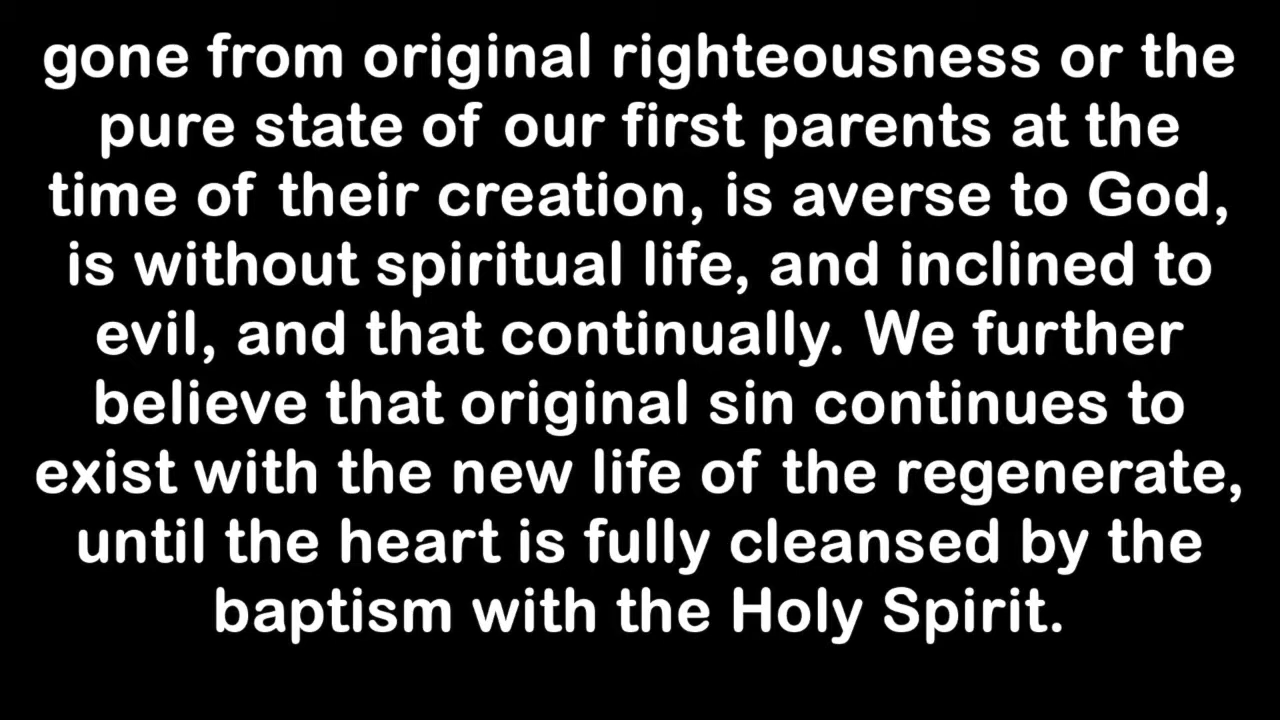 gone from original righteousness or the
pure state of our first parents at the
time of their creation, is averse to God,
is without spiritual life, and inclined to
evil, and that continually. We further
believe that original sin continues to
exist with the new life of the regenerate,
until the heart is fully cleansed by the
baptism with the Holy Spirit.